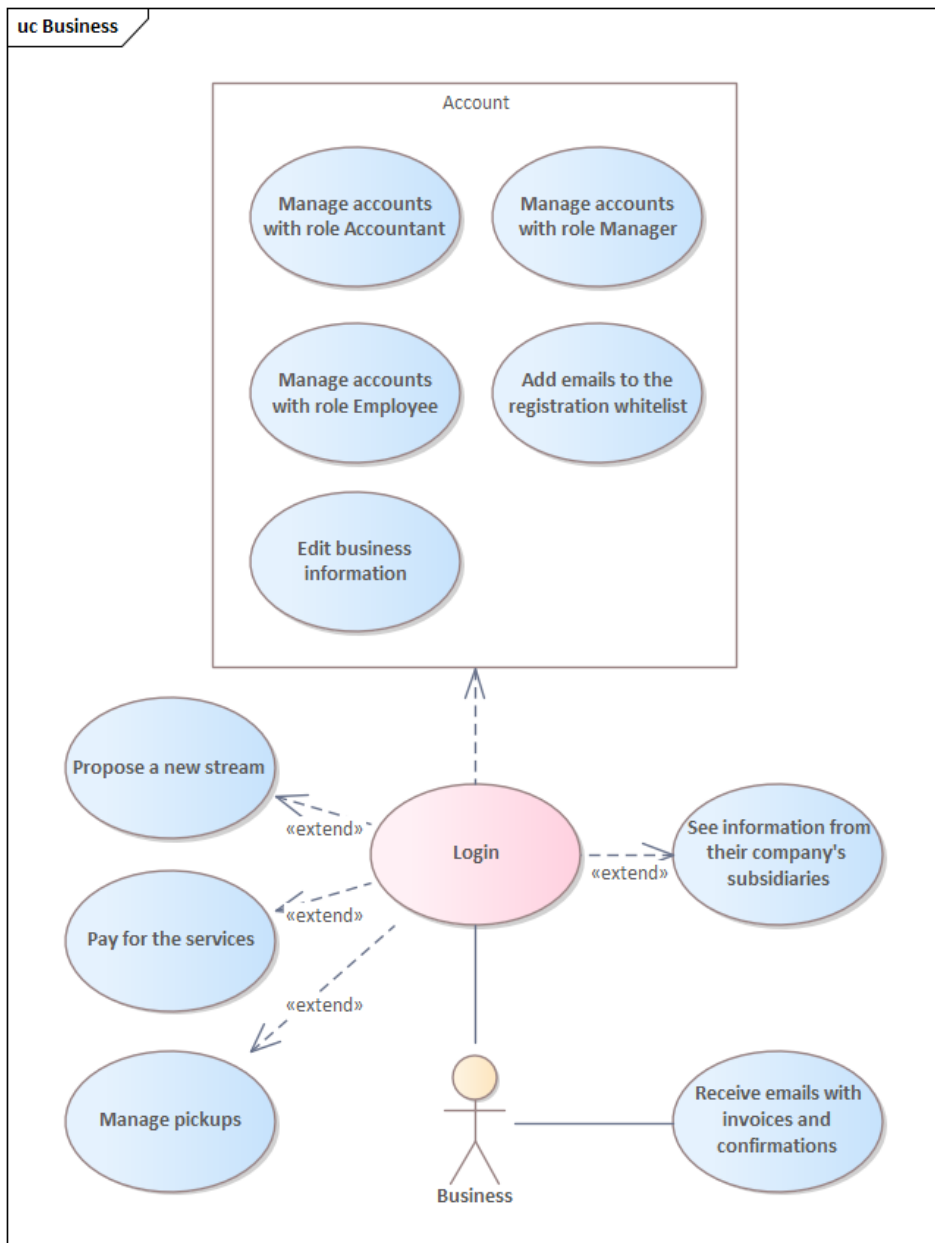 uc Business
Account
Manage accounts
with role Accountant
Manage accounts
with role Manager
Manage accounts
with role Employee
Add emails to the
registration whitelist
Edit business
information
Propose a new stream
«extend»
Login
See information from
their company's
subsidiaries
«extend»
Pay for the services
«extend»
«extend»
Manage pickups
Receive emails with
invoices and
confirmations
Business